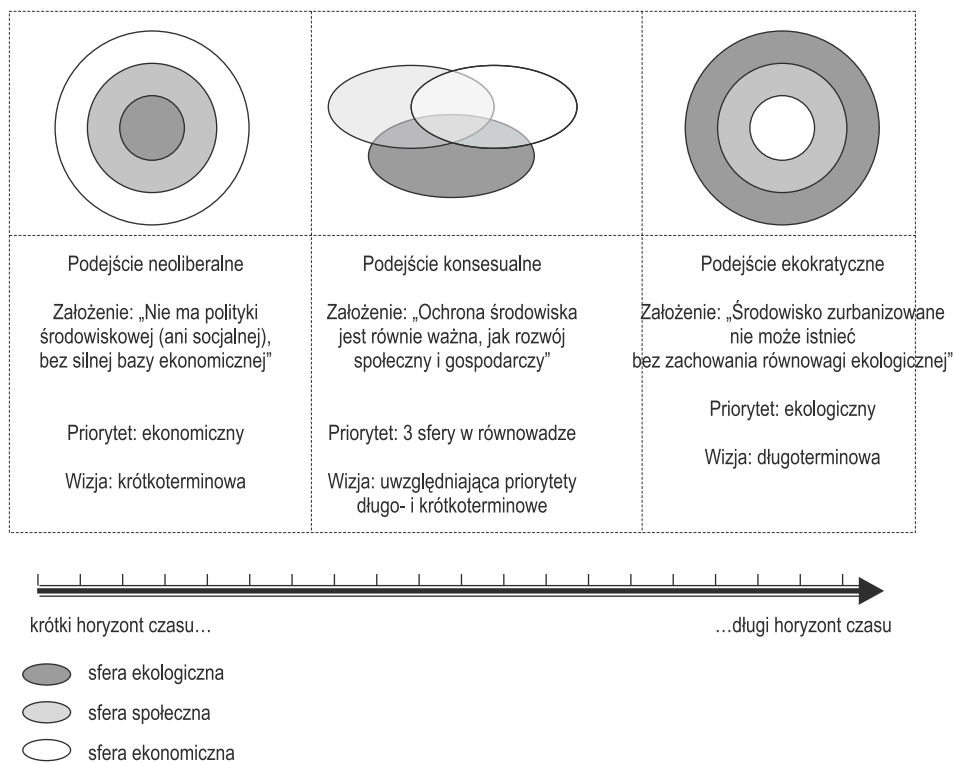 Podejście neoliberalne
Założenie: „Nie ma polityki
środowiskowej (ani socjalnej),
bez silnej bazy ekonomicznej”
Priorytet: ekonomiczny
Wizja: krótkoterminowa
Podejście konsesualne
Założenie: „Ochrona środowiska
jest równie ważna, jak rozwój
społeczny i gospodarczy”
Priorytet: 3 sfery w równowadze
Wizja: uwzględniająca priorytety
długo- i krótkoterminowe
Podejście ekokratyczne
Założenie: „Środowisko zurbanizowane
nie może istnieć
bez zachowania równowagi ekologicznej”
Priorytet: ekologiczny
Wizja: długoterminowa
krótki horyzont czasu…
…długi horyzont czasu
sfera ekologiczna
sfera społeczna
sfera ekonomiczna